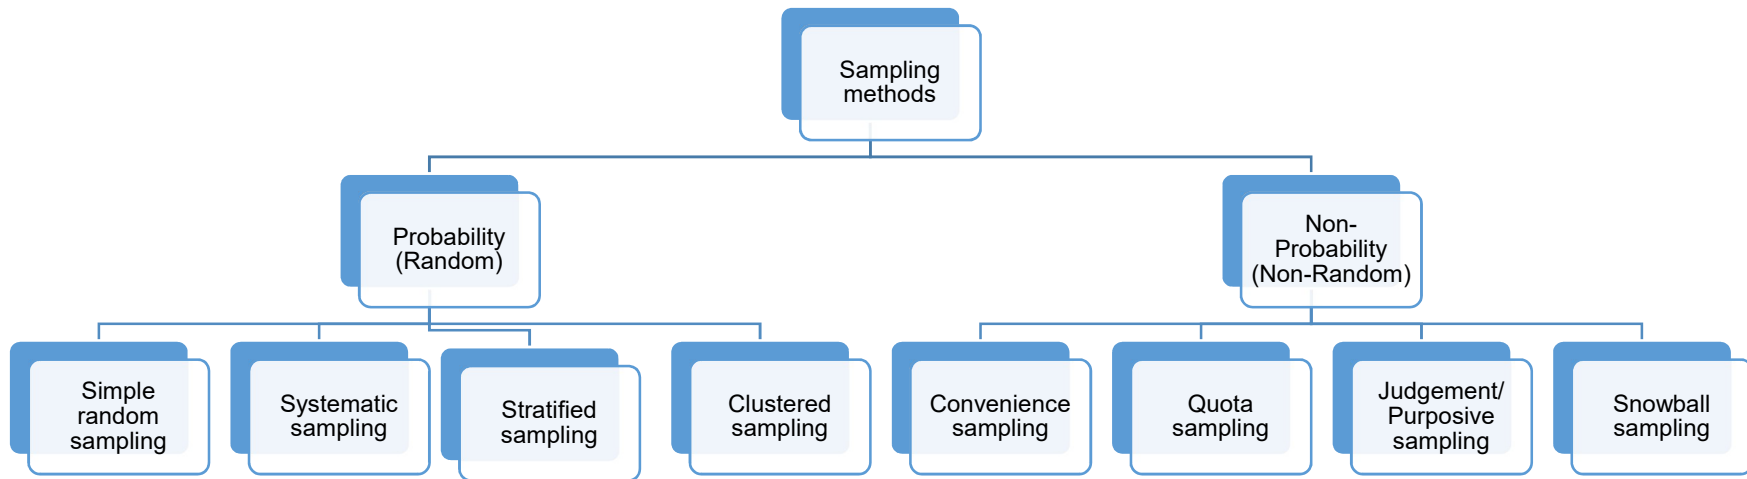 Sampling
methods
Probability
(Random)
Non-
Probability
(Non-Random)
Simple
random
sampling
Systematic
sampling
Stratified
sampling
Clustered
sampling
Convenience
sampling
Quota
sampling
Judgement/
Purposive
sampling
Snowball
sampling